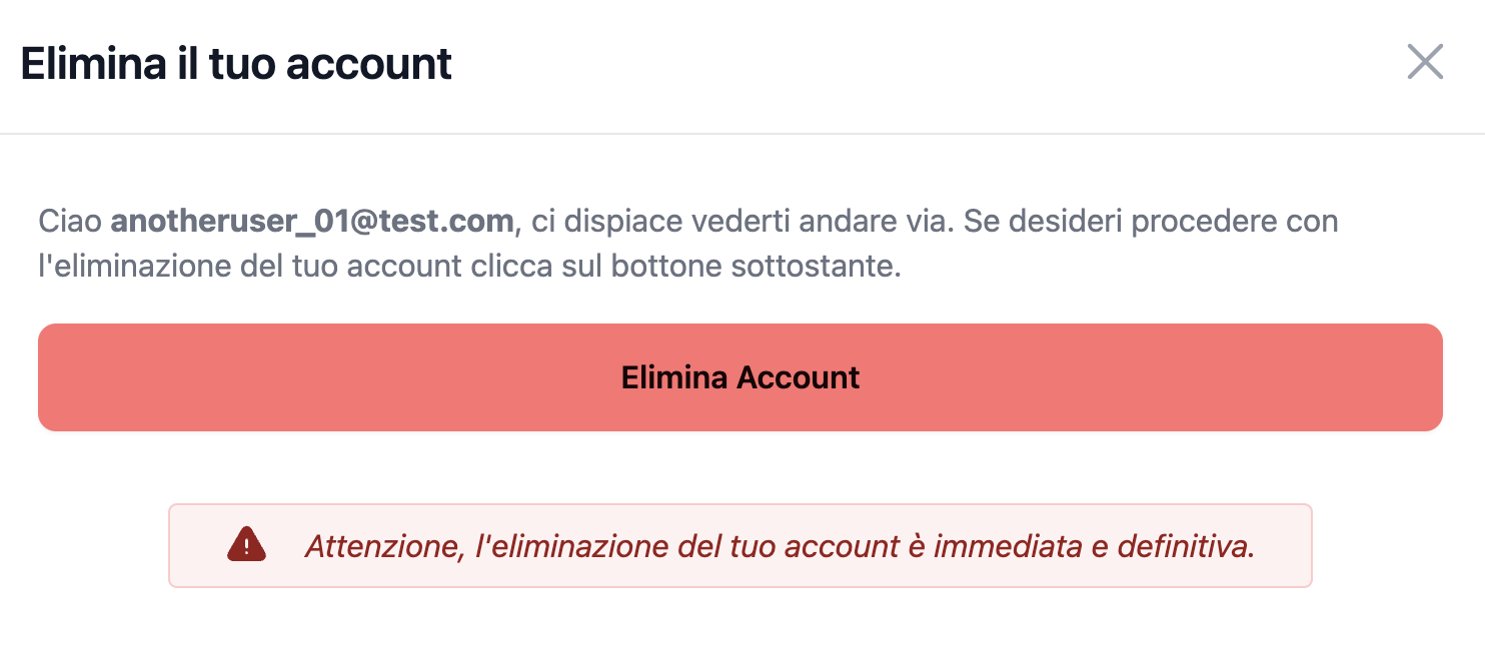 Elimina il tuo account
Ciao anotheruser_01@test.com, ci dispiace vederti andare via. Se desideri procedere con
l'eliminazione del tuo account clicca sul bottone sottostante.
Elimina Account
Attenzione, l'eliminazione del tuo account è immediata e definitiva.